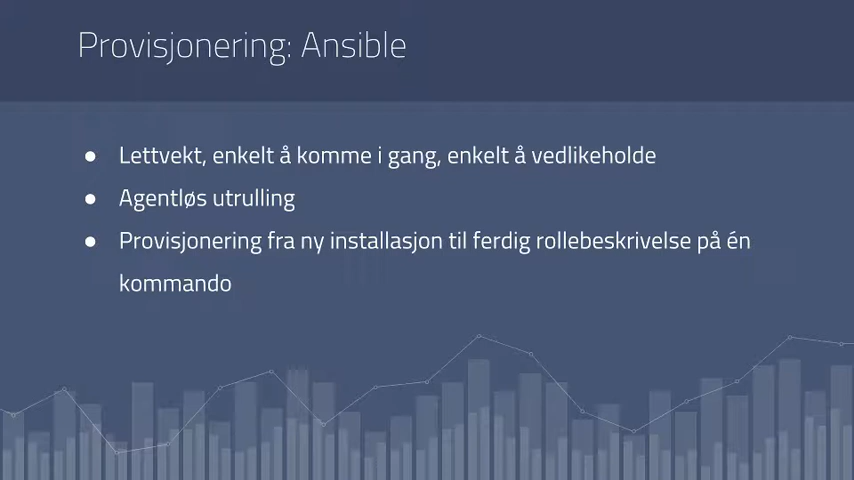 Provisjonering: Ansible
● Lettvekt, enkelt å komme i gang, enkelt å vedlikeholde
● Agentløs utrulling
● Provisjonering fra ny installasjon til ferdig rollebeskrivelse på én
kommando